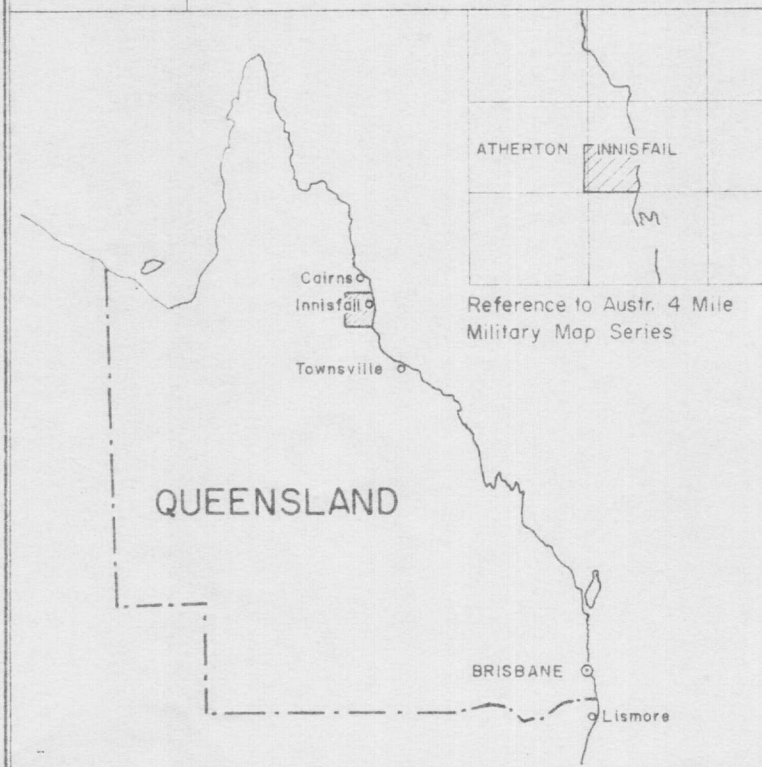 ATHERTON INNISFAIL
Reference to Austr. 4 Mile
Military Map Series
Cairns
Innisfail
Townsville
QUEENSLAND
BRISBANE
Lismore